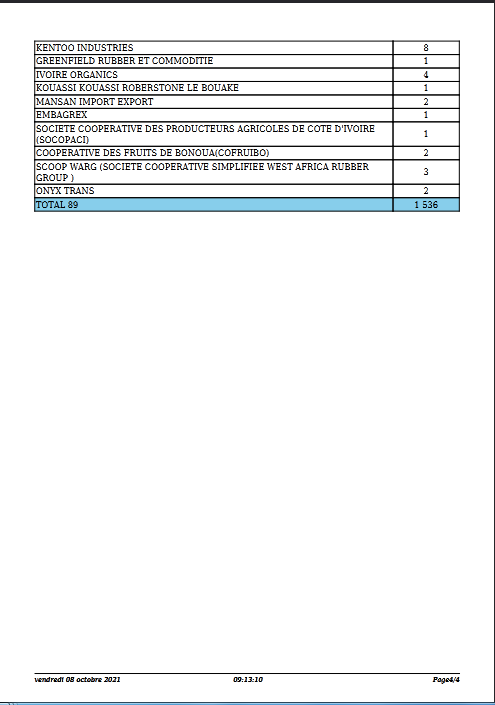 KENTOO INDUSTRIES 8
GREENFIELD RUBBER ET COMMODITIE 1
IVOIRE ORGANICS 4
KOUASSI KOUASSI ROBERSTONE LE BOUAKE 1
MANSAN IMPORT EXPORT 2
EMBAGREX 1
SOCIETE COOPERATIVE DES PRODUCTEURS AGRICOLES DE COTE D'IVOIRE
(SOCOPACI) 1
COOPERATIVE DES FRUITS DE BONOUA(COFRUIBO) 2
SCOOP WARG (SOCIETE COOPERATIVE SIMPLIFIEE WEST AFRICA RUBBER
GROUP ) 3
ONYX TRANS 2
TOTAL 89 1 536
vendredi 08 octobre 2021 09:13:10 Page4/4